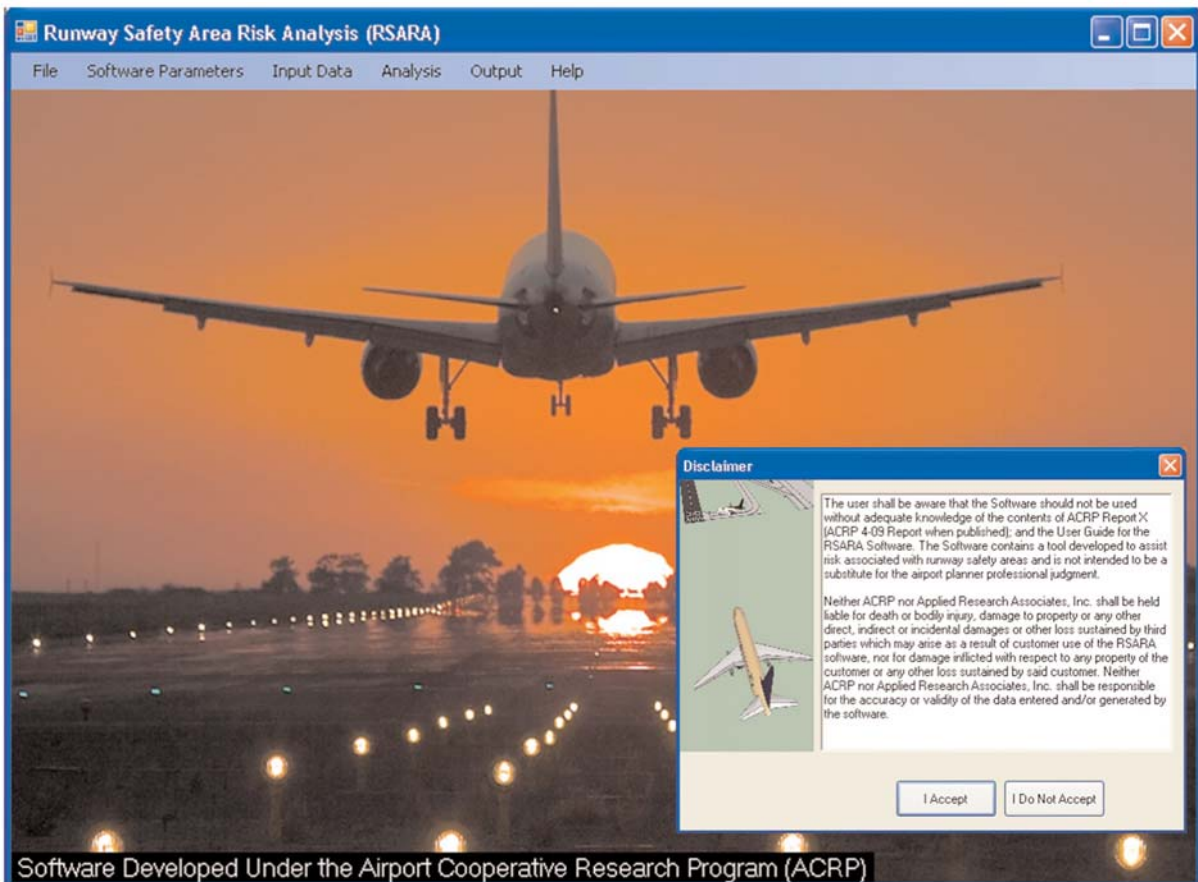 Runway Safety Area Risk Analysis (RSARA)
File Software Parameters Input Data Analysis Output Help
Disclaimer
The user shall be aware that the Software should not be used
without adequate knowledge of the contents of ACRP Report X
(ACRP 4-09 Report when published); and the User Guide for the
RSARA Software. The Software contains a tool developed to assist
risk associated with runway safety areas and is not intended to be a
substitute for the airport planner professional judgment.
Neither ACRP nor Applied Research Associates, Inc. shall be held
liable for death or bodily injury, damage to property or any other
direct, indirect or incidental damages or other loss sustained by third
parties which may arise as a result of customer use of the RSARA
software, nor for damage inflicted with respect to any property of the
customer or any other loss sustained by said customer. Neither
ACRP nor Applied Research Associates, Inc. shall be responsible
for the accuracy or validity of the data entered and/or generated by
the software.
I Accept I Do Not Accept
Software Developed Under the Airport Cooperative Research Program (ACRP)